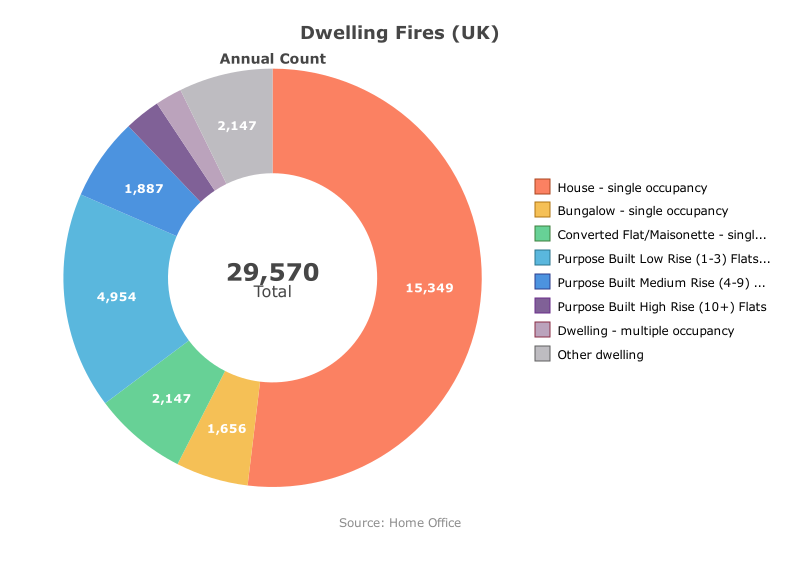 Dwelling Fires (UK)
Annual Count
2,147
1,887
4,954
2,147
1,656
15,349
29,570
Total
House - single occupancy
Bungalow - single occupancy
Converted Flat/Maisonette - singl...
Purpose Built Low Rise (1-3) Flats...
Purpose Built Medium Rise (4-9) ...
Purpose Built High Rise (10+) Flats
Dwelling - multiple occupancy
Other dwelling
Source: Home Office